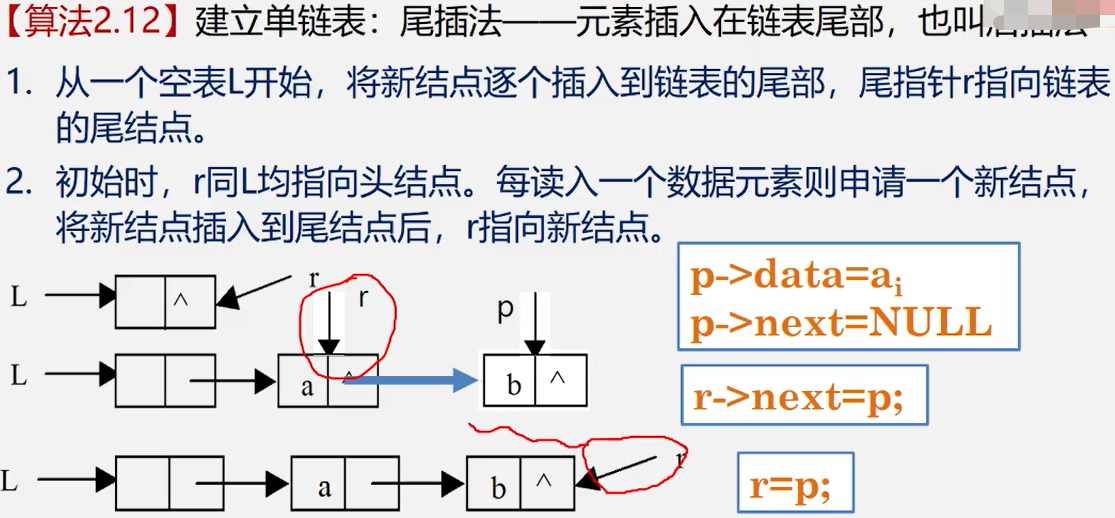 【算法2.12】建立单链表：尾插法——元素插入在链表尾部，也叫
1. 从一个空表L开始，将新结点逐个插入到链表的尾部，尾指针r指向链表
的尾结点。
2. 初始时，r同L均指向头结点。每读入一个数据元素则申请一个新结点，
将新结点插入到尾结点后，r指向新结点。
L ^ r
r
p
L a ^ b ^
L a b ^ r
p->data=aᵢ
p->next=NULL
r->next=p;
r=p;